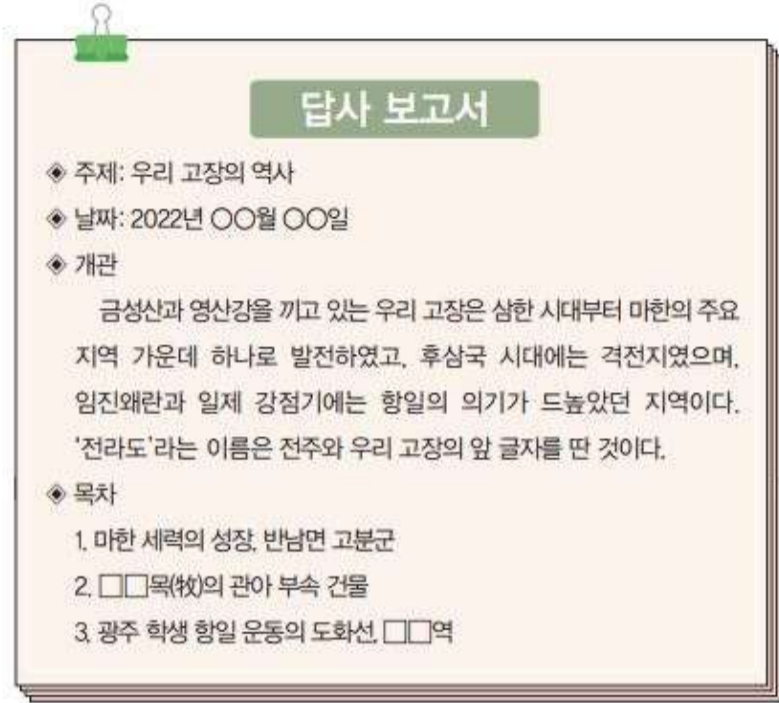 답사 보고서
◈ 주제: 우리 고장의 역사
◈ 날짜: 2022년 〇〇월 〇〇일
◈ 개관
금성산과 영산강을 끼고 있는 우리 고장은 삼한 시대부터 마한의 주요
지역 가운데 하나로 발전하였고, 후삼국 시대에는 격전지였으며,
임진왜란과 일제 강점기에는 항일의 의기가 드높았던 지역이다.
'전라도'라는 이름은 전주와 우리 고장의 앞 글자를 딴 것이다.
◈ 목차
1. 마한 세력의 성장, 반남면 고분군
2. □□목(牧)의 관아 부속 건물
3. 광주 학생 항일 운동의 도화선, □□역